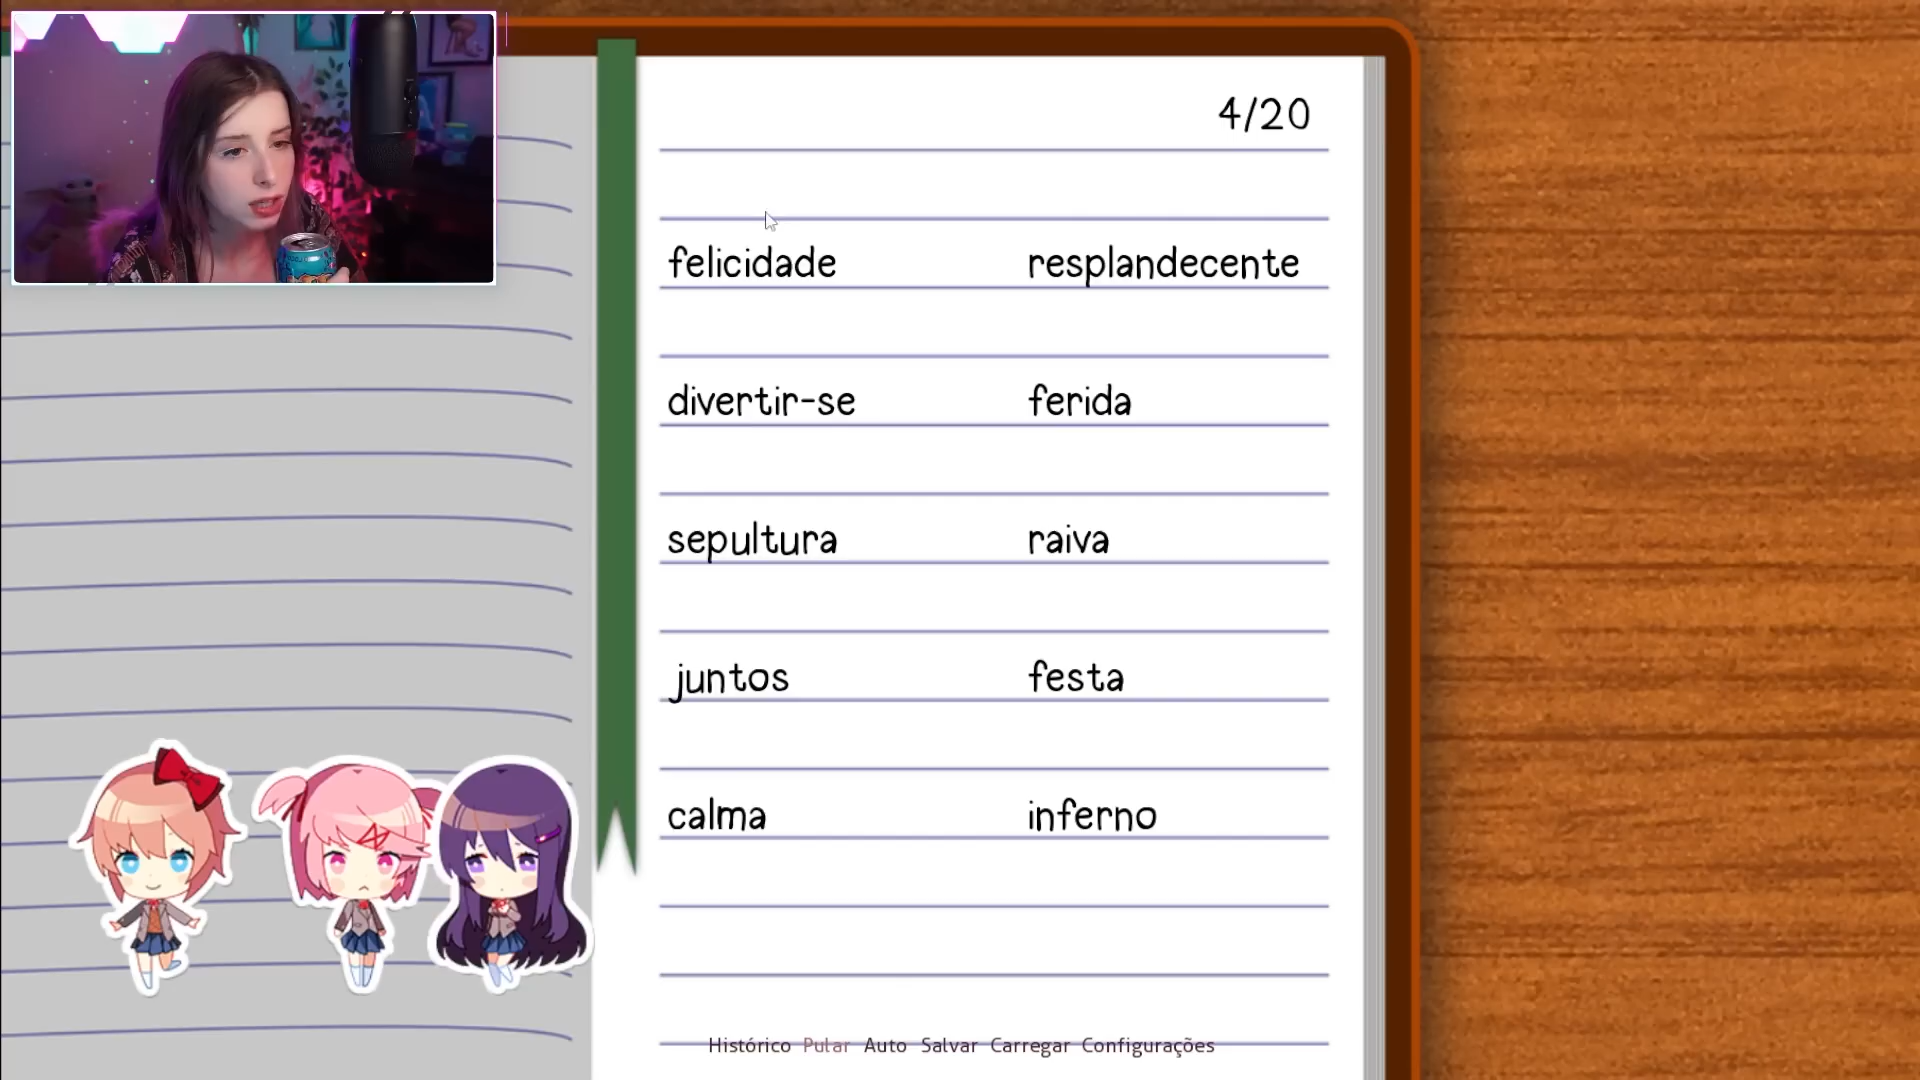 4/20
felicidade resplandecente
divertir-se ferida
sepultura raiva
juntos festa
calma inferno
Histórico Pular Auto Salvar Carregar Configurações